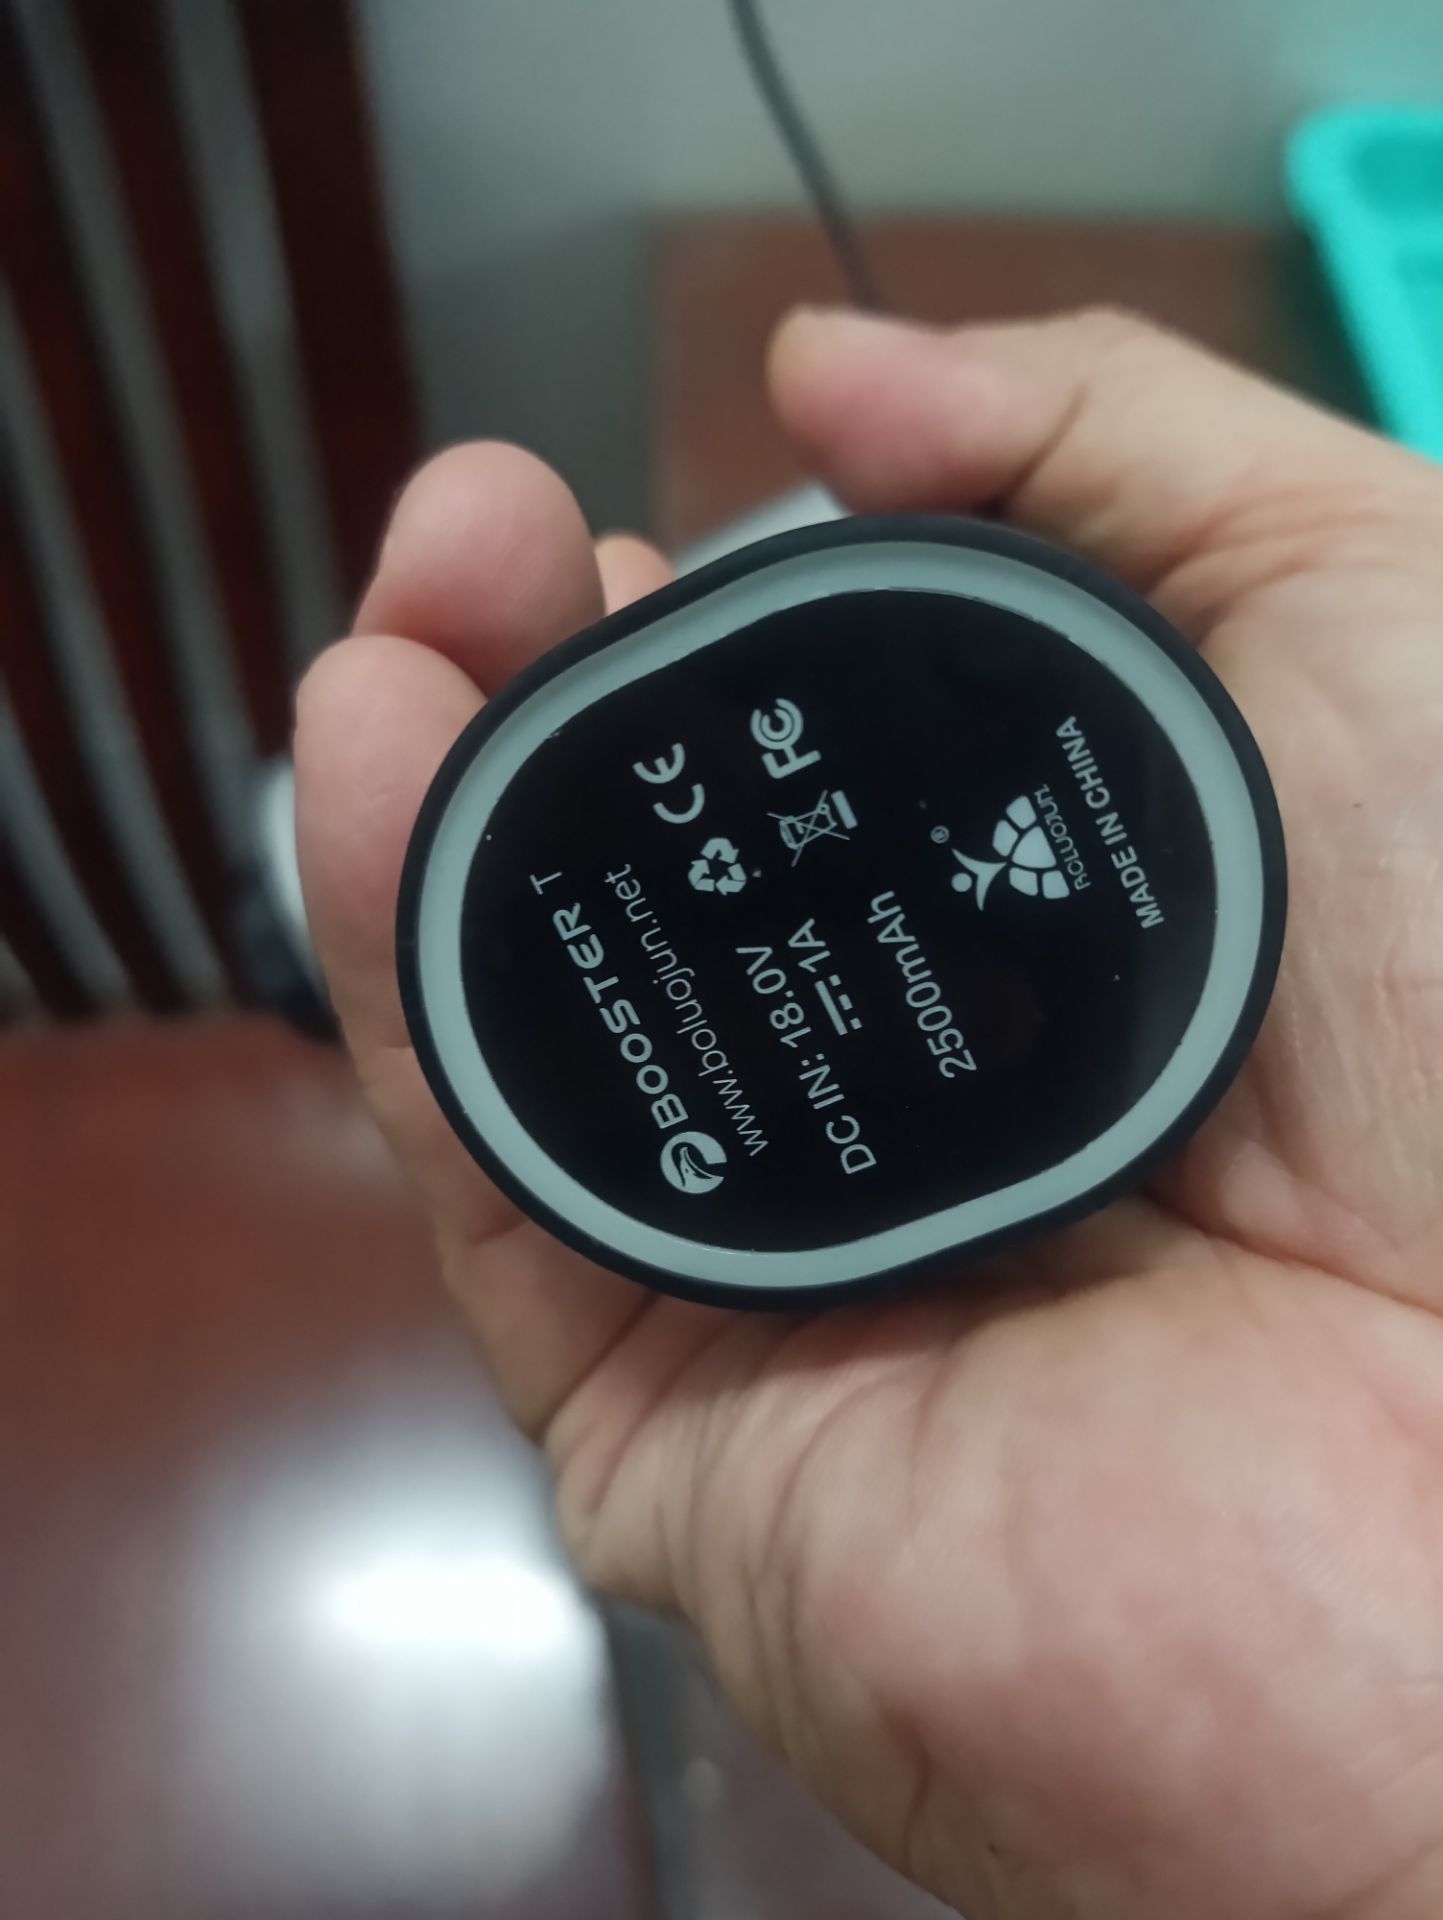 BOOSTER T
www.boluojun.net
DC IN: 18.0V
⎓1A
2500mAh
CE
FC
®
BOLUOJUN
MADE IN CHINA